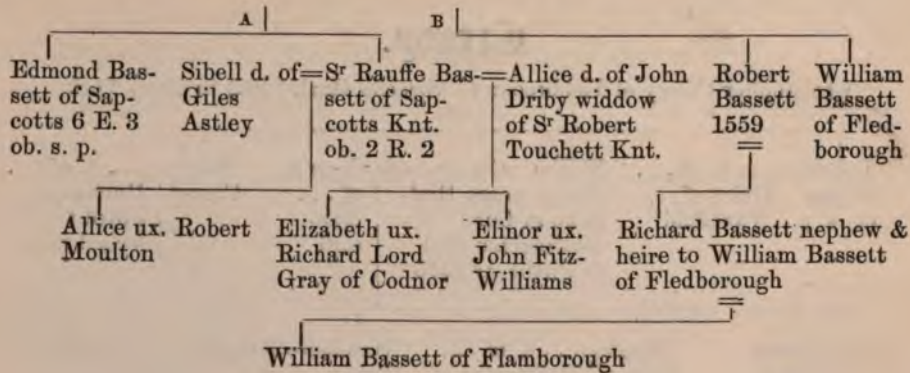 A B
Edmond Bas-
sett of Sap-
cotts 6 E. 3
ob. s. p.
Sibell d. of=
Giles
Astley
Sʳ Rauffe Bas-=
sett of Sap-
cotts Knt.
ob. 2 R. 2
Allice d. of John
Driby widdow
of Sʳ Robert
Touchett Knt.
Robert
Bassett
1559
=
William
Bassett
of Fled-
borough
Allice ux. Robert
Moulton
Elizabeth ux.
Richard Lord
Gray of Codnor
Elinor ux.
John Fitz-
Williams
Richard Bassett nephew &
heire to William Bassett
of Fledborough
=
William Bassett of Flamborough